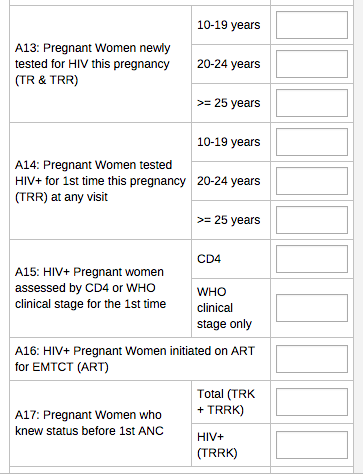 10-19 years
A13: Pregnant Women newly
tested for HIV this pregnancy
(TR & TRR)
20-24 years
>= 25 years
10-19 years
A14: Pregnant Women tested
HIV+ for 1st time this pregnancy
(TRR) at any visit
20-24 years
>= 25 years
A15: HIV+ Pregnant women
assessed by CD4 or WHO
clinical stage for the 1st time
CD4
WHO
clinical
stage only
A16: HIV+ Pregnant Women initiated on ART
for EMTCT (ART)
A17: Pregnant Women who
knew status before 1st ANC
Total (TRK
+ TRRK)
HIV+
(TRRK)